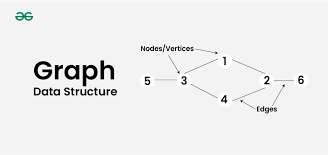 Graph
Data Structure
Nodes/Vertices
1
5 3 2 6
4
Edges